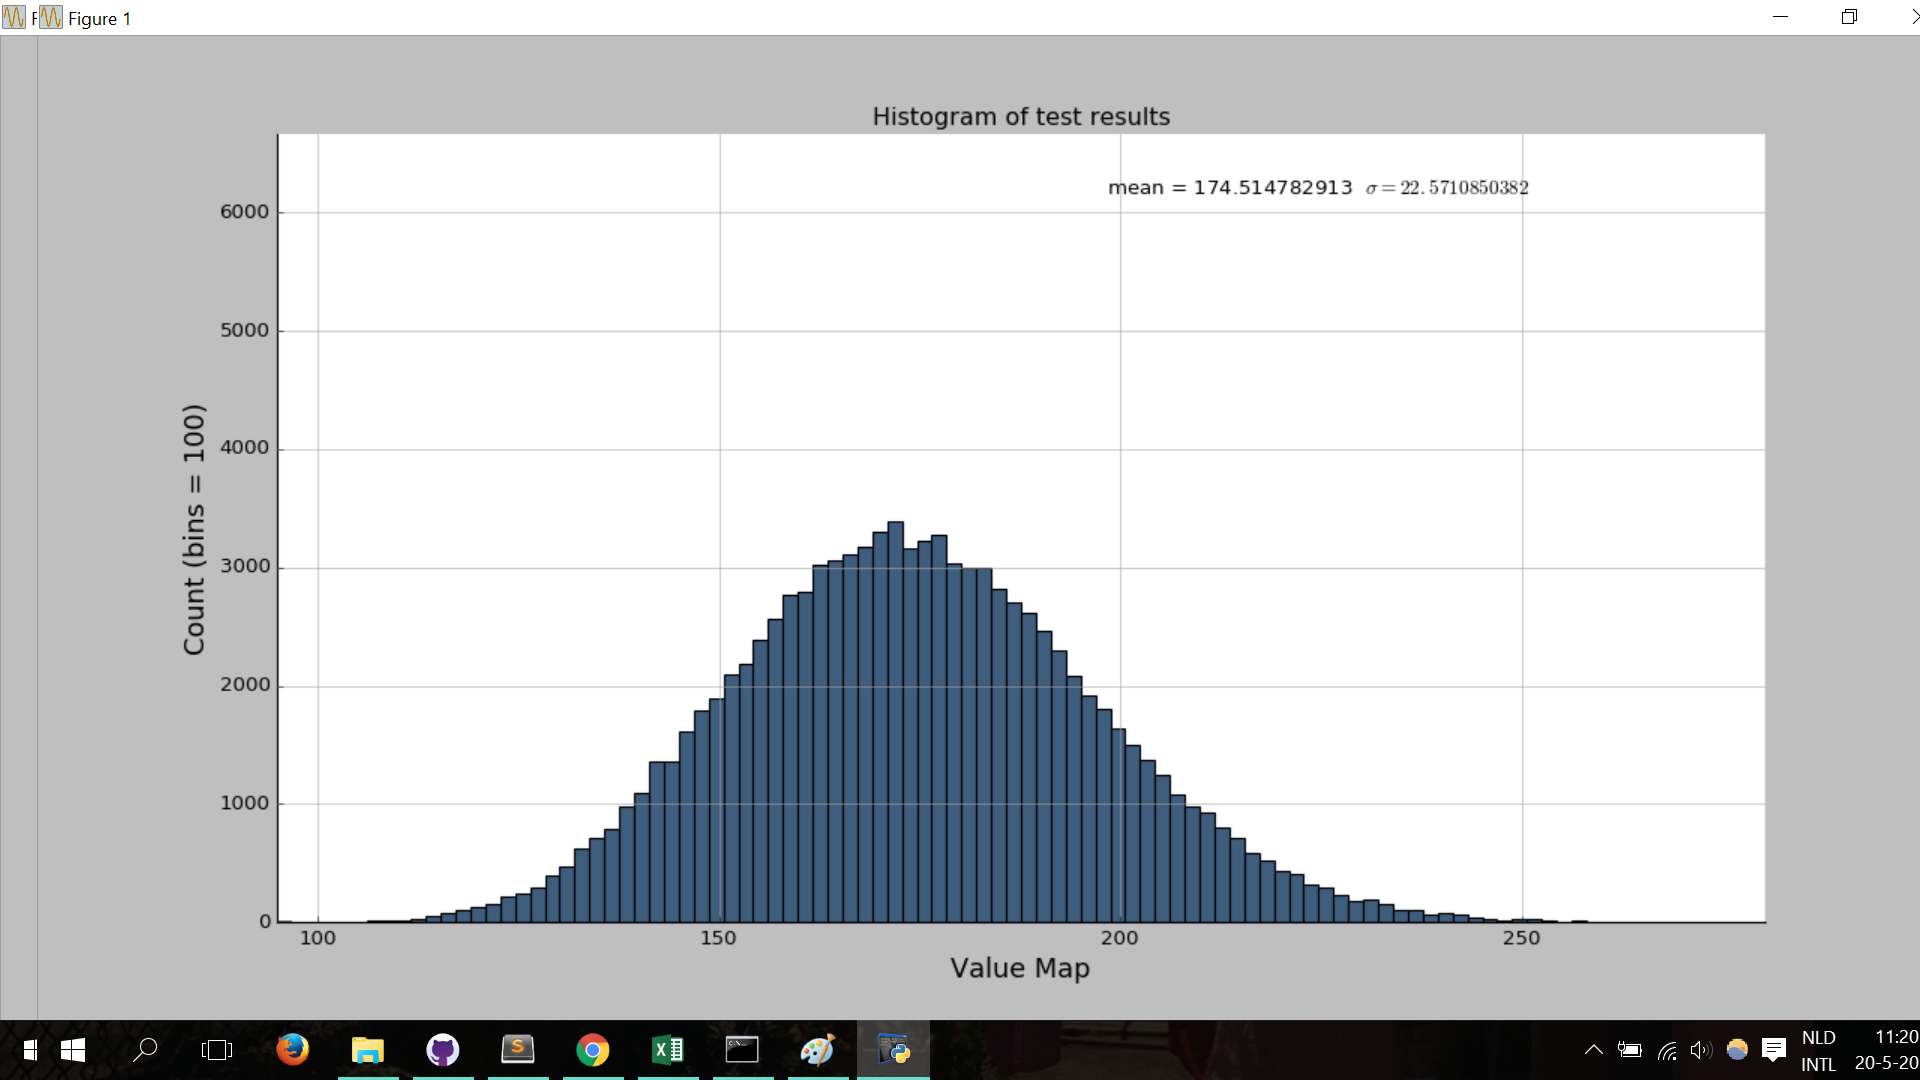 F Figure 1
Histogram of test results
mean = 174.514782913 σ = 22.5710850382
6000
5000
4000
3000
2000
1000
0
Count (bins = 100)
100 150 200 250
Value Map
NLD 11:20
INTL 20-5-20